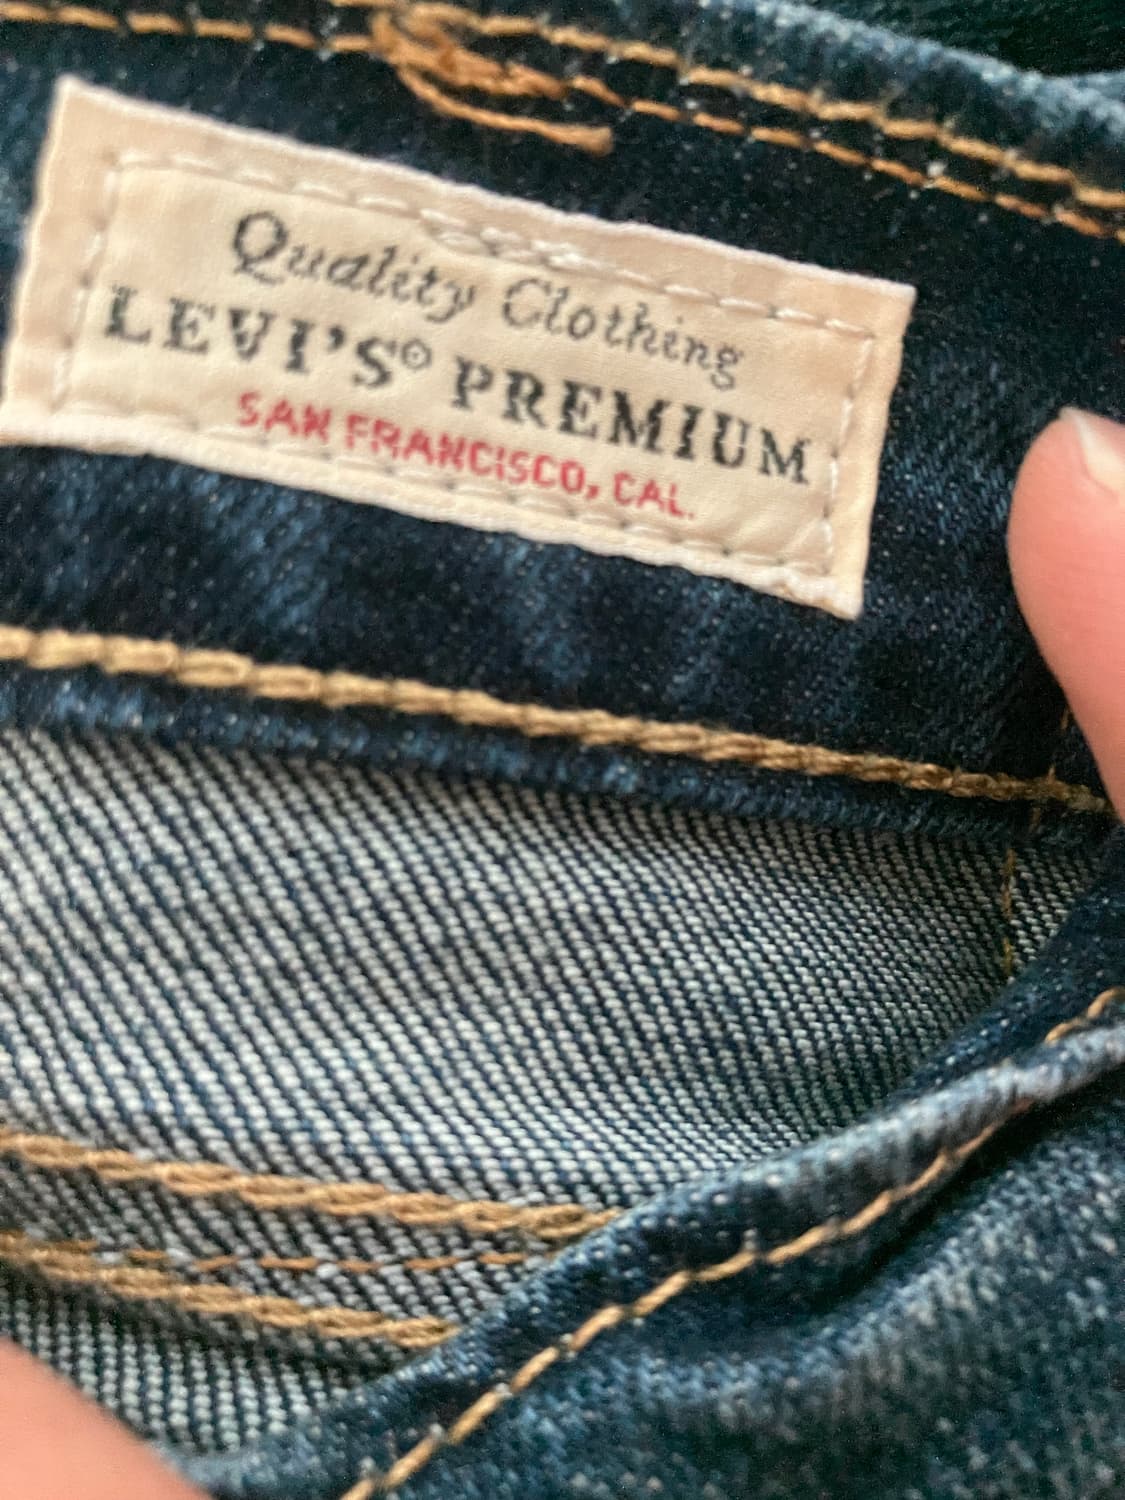 Quality Clothing
LEVI'S® PREMIUM
SAN FRANCISCO, CAL.